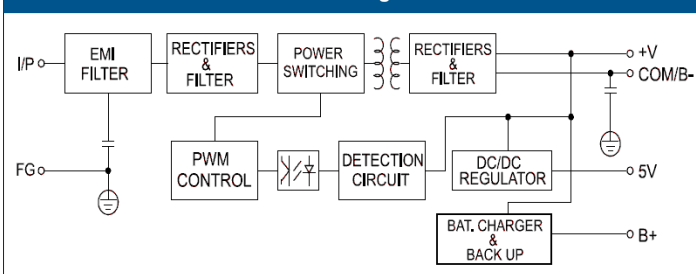 I/P
EMI
FILTER
RECTIFIERS
&
FILTER
POWER
SWITCHING
RECTIFIERS
&
FILTER
+V
COM/B-
FG
PWM
CONTROL
DETECTION
CIRCUIT
DC/DC
REGULATOR
5V
BAT. CHARGER
&
BACK UP
B+